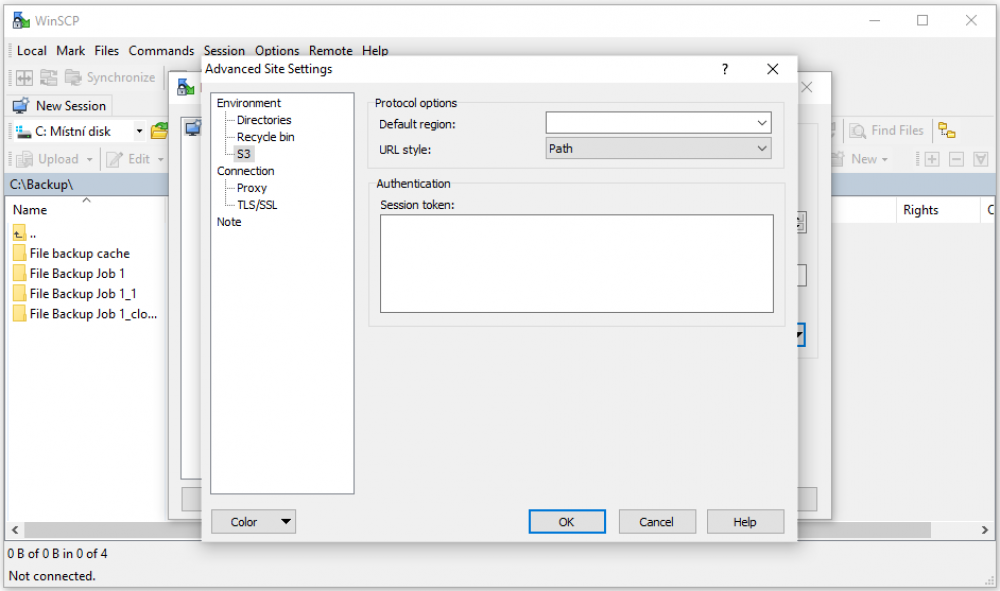 WinSCP
Local Mark Files Commands Session Options Remote Help
Synchronize
New Session
C: Místní disk
Find Files
Upload
Edit
New
C:\Backup\
Name
Rights
..
File backup cache
File Backup Job 1
File Backup Job 1_1
File Backup Job 1_clo...
Advanced Site Settings
?
Environment
Directories
Recycle bin
S3
Connection
Proxy
TLS/SSL
Note
Protocol options
Default region:
URL style:
Path
Authentication
Session token:
Color
OK
Cancel
Help
0 B of 0 B in 0 of 4
Not connected.